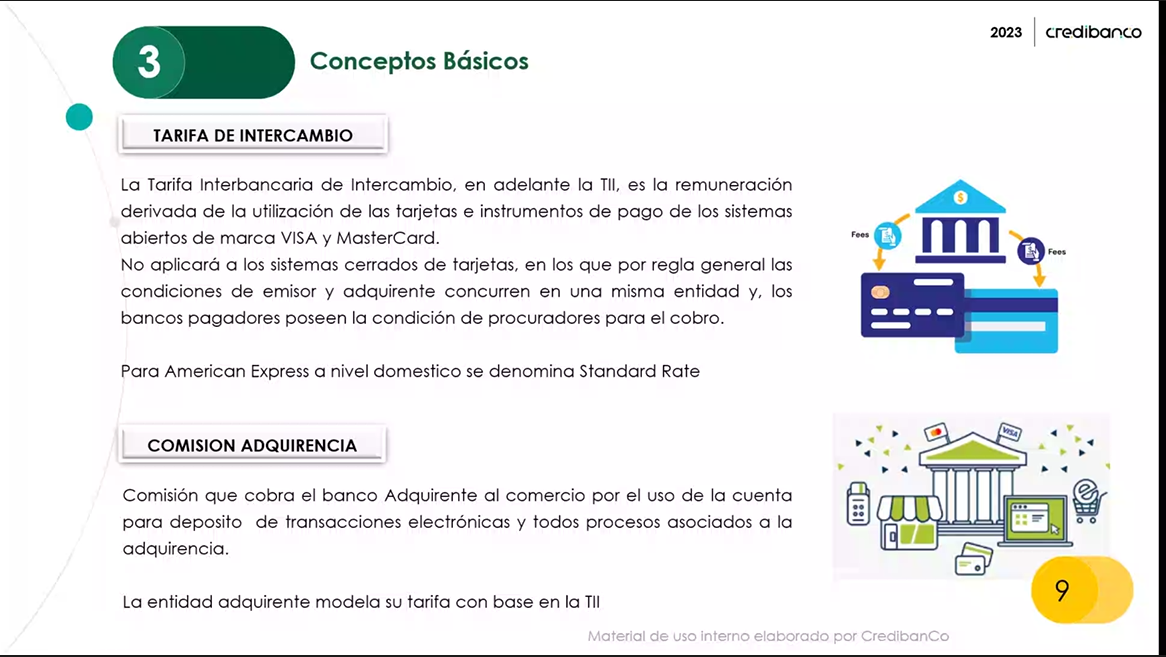 2023 credibanco
3 Conceptos Básicos
TARIFA DE INTERCAMBIO
La Tarifa Interbancaria de Intercambio, en adelante la TII, es la remuneración
derivada de la utilización de las tarjetas e instrumentos de pago de los sistemas
abiertos de marca VISA y MasterCard.
No aplicará a los sistemas cerrados de tarjetas, en los que por regla general las
condiciones de emisor y adquirente concurren en una misma entidad y, los
bancos pagadores poseen la condición de procuradores para el cobro.
Para American Express a nivel domestico se denomina Standard Rate
$
Fees
Fees
COMISION ADQUIRENCIA
Comisión que cobra el banco Adquirente al comercio por el uso de la cuenta
para deposito de transacciones electrónicas y todos procesos asociados a la
adquirencia.
La entidad adquirente modela su tarifa con base en la TII
VISA
e
9
Material de uso interno elaborado por CredibanCo